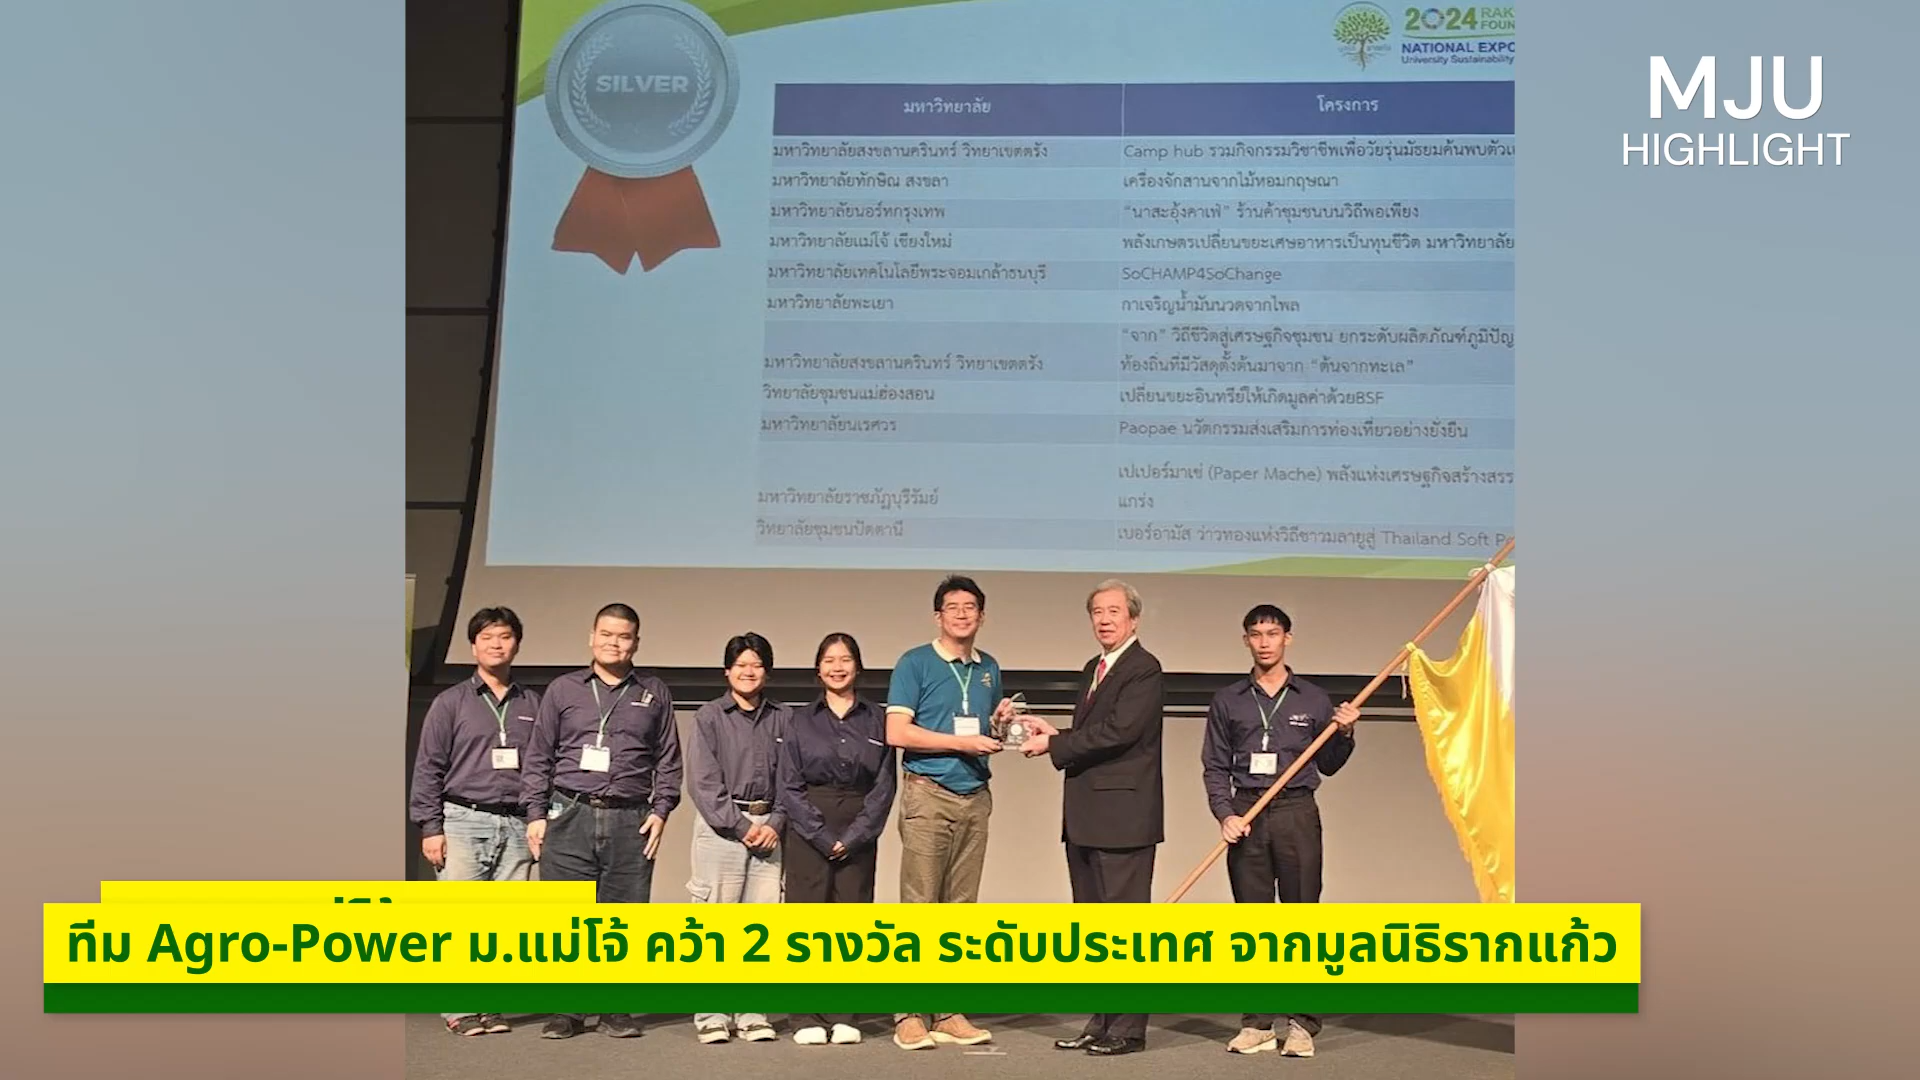 SILVER
2024 RAK
FOUN
NATIONAL EXPO
University Sustainability
MJU
HIGHLIGHT
มหาวิทยาลัย โครงการ
มหาวิทยาลัยสงขลานครินทร์ วิทยาเขตตรัง Camp hub รวมกิจกรรมวิชาชีพเพื่อวัยรุ่นมัธยมค้นพบตัวเ
มหาวิทยาลัยทักษิณ สงขลา เครื่องจักสานจากไม้หอมกฤษณา
มหาวิทยาลัยนอร์ทกรุงเทพ “นาสะอุ้งคาเฟ่” ร้านค้าชุมชนบนวิถีพอเพียง
มหาวิทยาลัยแม่โจ้ เชียงใหม่ พลังเกษตรเปลี่ยนขยะเศษอาหารเป็นทุนชีวิต มหาวิทยาลัย
มหาวิทยาลัยเทคโนโลยีพระจอมเกล้าธนบุรี SoCHAMP4SoChange
มหาวิทยาลัยพะเยา กาเจริญน้ำมันนวดจากไพล
“จาก” วิถีชีวิตสู่เศรษฐกิจชุมชน ยกระดับผลิตภัณฑ์ภูมิปัญ
มหาวิทยาลัยสงขลานครินทร์ วิทยาเขตตรัง ท้องถิ่นที่มีวัสดุตั้งต้นมาจาก “ต้นจากทะเล”
วิทยาลัยชุมชนแม่ฮ่องสอน เปลี่ยนขยะอินทรีย์ให้เกิดมูลค่าด้วยBSF
มหาวิทยาลัยนเรศวร Paopae นวัตกรรมส่งเสริมการท่องเที่ยวอย่างยั่งยืน
เปเปอร์มาเช่ (Paper Mache) พลังแห่งเศรษฐกิจสร้างสรร
มหาวิทยาลัยราชภัฏบุรีรัมย์ แกร่ง
วิทยาลัยชุมชนปัตตานี เบอร์อามัส ว่าวทองแห่งวิถีชาวมลายูสู่ Thailand Soft Po
ทีม Agro-Power ม.แม่โจ้ คว้า 2 รางวัล ระดับประเทศ จากมูลนิธิรากแก้ว